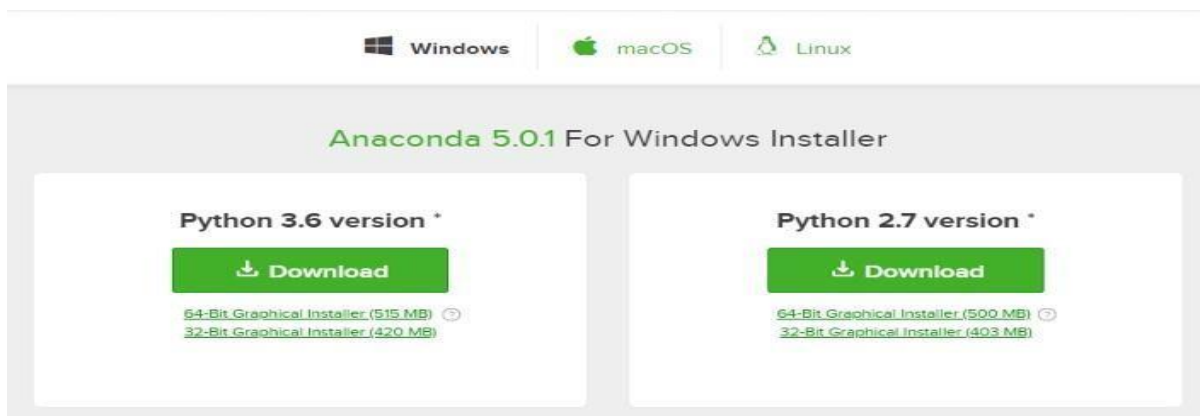 Windows macOS Linux
Anaconda 5.0.1 For Windows Installer
Python 3.6 version *
Download
64-Bit Graphical Installer (515 MB) ?
32-Bit Graphical Installer (420 MB)
Python 2.7 version *
Download
64-Bit Graphical Installer (500 MB) ?
32-Bit Graphical Installer (403 MB)